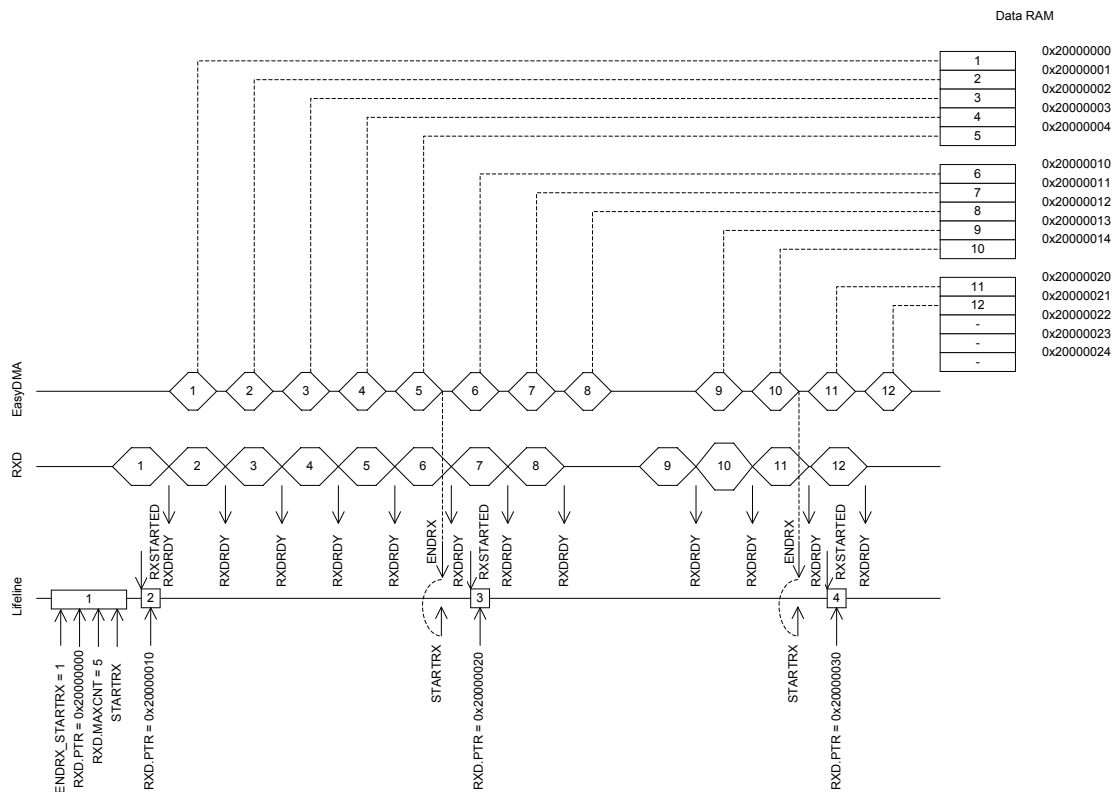 Data RAM
0x20000000
1
0x20000001
2
0x20000002
3
0x20000003
4
0x20000004
5
0x20000010
6
0x20000011
7
0x20000012
8
0x20000013
9
0x20000014
10
0x20000020
11
0x20000021
12
0x20000022
-
0x20000023
-
0x20000024
-
EasyDMA
1 2 3 4 5 6 7 8 9 10 11 12
RXD
1 2 3 4 5 6 7 8 9 10 11 12
RXSTARTED
RXDRDY
RXDRDY
RXDRDY
RXDRDY
RXDRDY
ENDRX
RXDRDY
RXSTARTED
RXDRDY
RXDRDY
RXDRDY
RXDRDY
ENDRX
RXDRDY
RXSTARTED
RXDRDY
Lifeline
1 2 3 4
ENDRX_STARTRX = 1
RXD.PTR = 0x20000000
RXD.MAXCNT = 5
STARTRX
RXD.PTR = 0x20000010
STARTRX
RXD.PTR = 0x20000020
STARTRX
RXD.PTR = 0x20000030